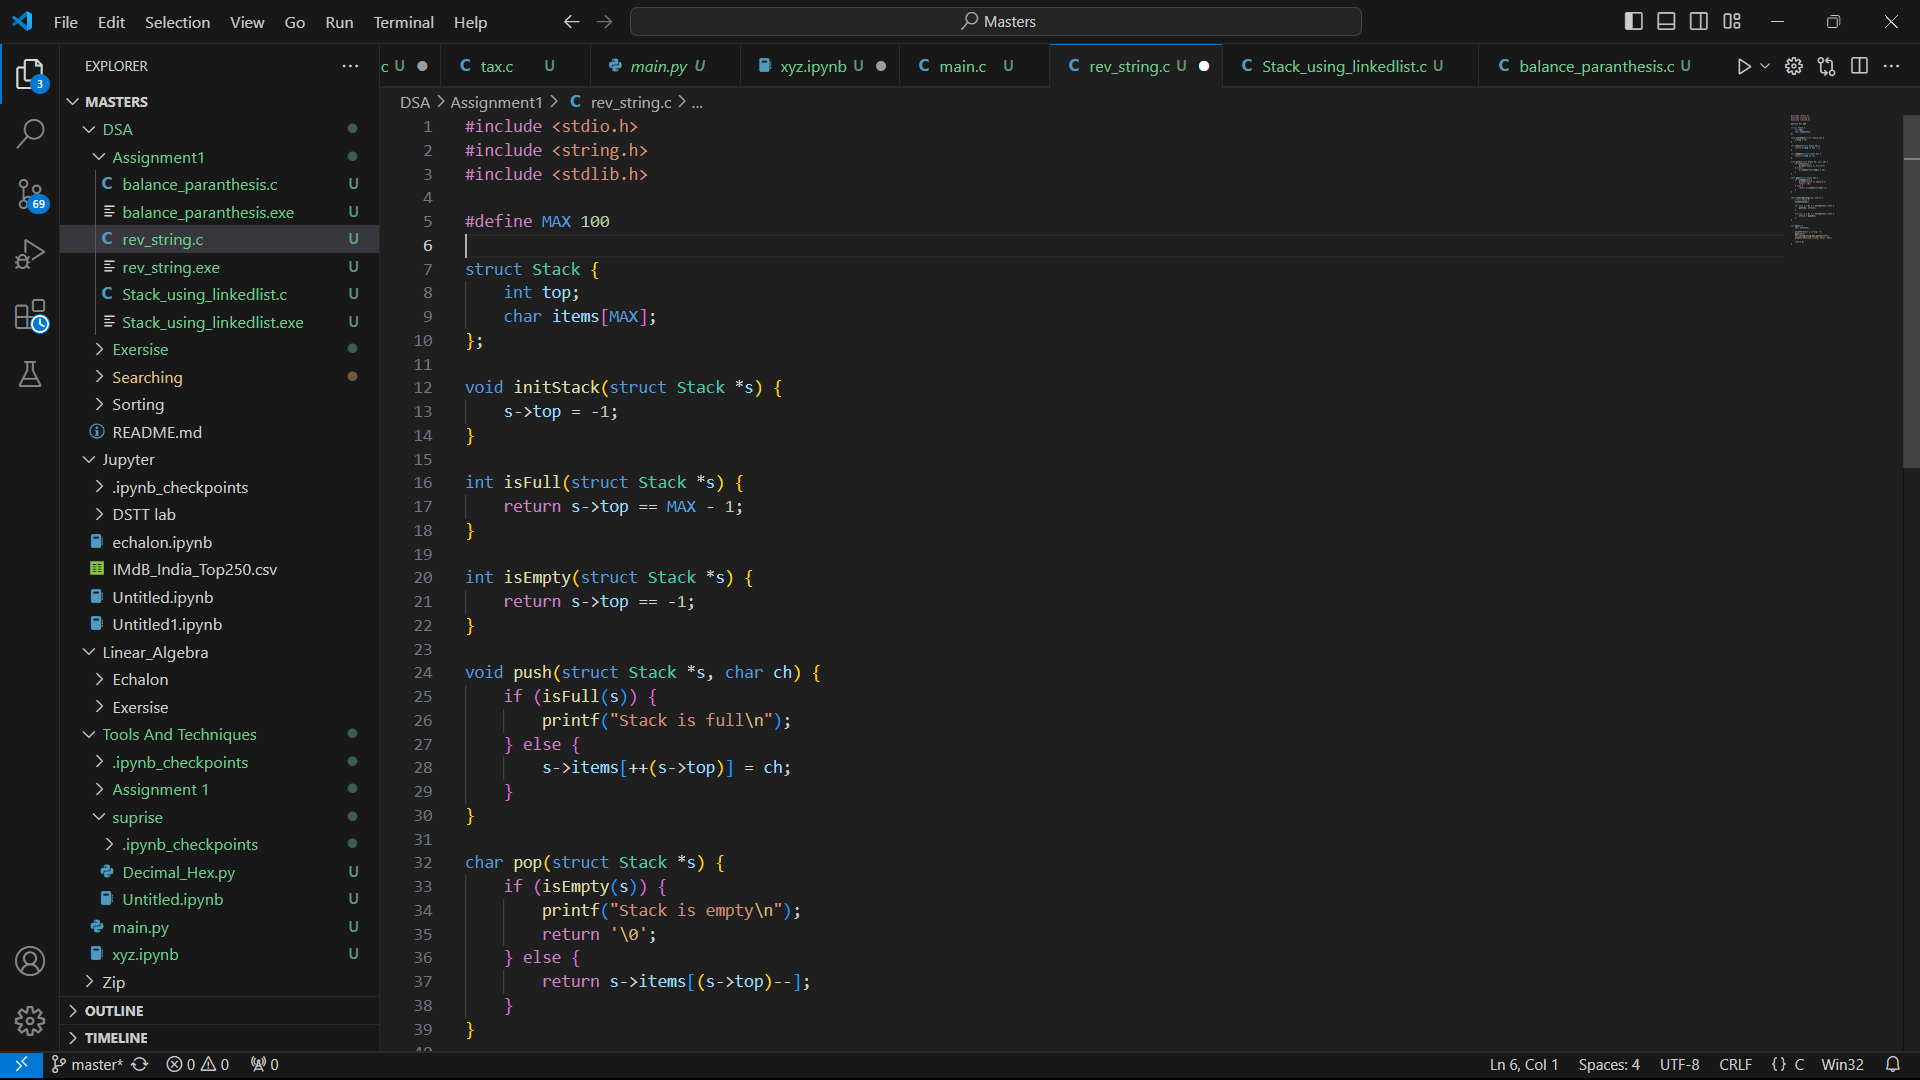 File Edit Selection View Go Run Terminal Help
Masters
EXPLORER
c U
C tax.c U
main.py U
xyz.ipynb U
C main.c U
C rev_string.c U
C Stack_using_linkedlist.c U
C balance_paranthesis.c U
3
69
MASTERS
DSA
Assignment1
C balance_paranthesis.c U
balance_paranthesis.exe U
C rev_string.c U
rev_string.exe U
C Stack_using_linkedlist.c U
Stack_using_linkedlist.exe U
Exersise
Searching
Sorting
README.md
Jupyter
.ipynb_checkpoints
DSTT lab
echalon.ipynb
IMdB_India_Top250.csv
Untitled.ipynb
Untitled1.ipynb
Linear_Algebra
Echalon
Exersise
Tools And Techniques
.ipynb_checkpoints
Assignment 1
suprise
.ipynb_checkpoints
Decimal_Hex.py U
Untitled.ipynb U
main.py U
xyz.ipynb U
Zip
OUTLINE
TIMELINE
DSA > Assignment1 > C rev_string.c > ...
1 #include <stdio.h>
2 #include <string.h>
3 #include <stdlib.h>
4
5 #define MAX 100
6
7 struct Stack {
8 int top;
9 char items[MAX];
10 };
11
12 void initStack(struct Stack *s) {
13 s->top = -1;
14 }
15
16 int isFull(struct Stack *s) {
17 return s->top == MAX - 1;
18 }
19
20 int isEmpty(struct Stack *s) {
21 return s->top == -1;
22 }
23
24 void push(struct Stack *s, char ch) {
25 if (isFull(s)) {
26 printf("Stack is full\n");
27 } else {
28 s->items[++(s->top)] = ch;
29 }
30 }
31
32 char pop(struct Stack *s) {
33 if (isEmpty(s)) {
34 printf("Stack is empty\n");
35 return '\0';
36 } else {
37 return s->items[(s->top)--];
38 }
39 }
master* 0 0 0
Ln 6, Col 1 Spaces: 4 UTF-8 CRLF {} C Win32